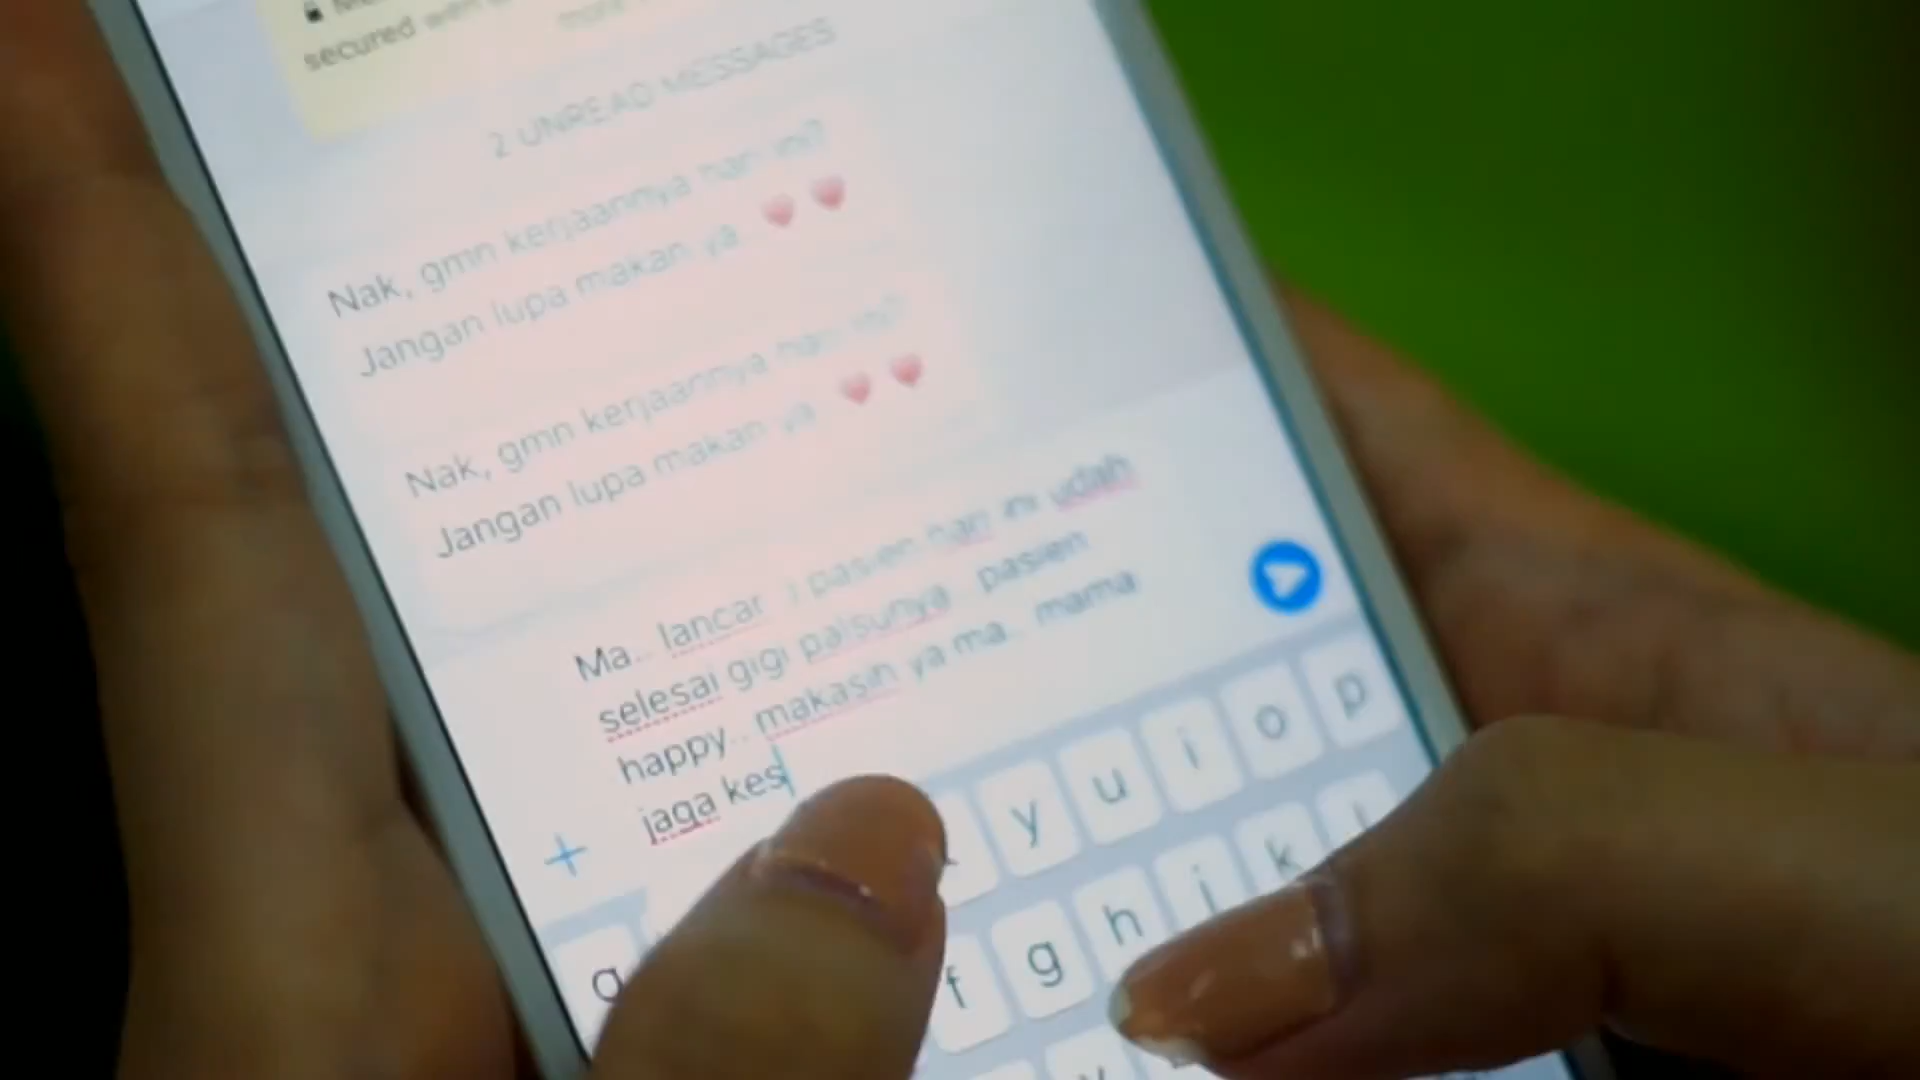 secured
more
2 UNREAD MESSAGES
Nak, gmn kerjaannya hari ini?
Jangan lupa makan ya
Nak, gmn kerjaannya hari ini?
Jangan lupa makan ya
Ma.. lancar 1 pasien hari ini udah
selesai gigi palsunya.. pasien
happy.. makasih ya ma.. mama
jaga kes
y u i o p
q f g h j k l